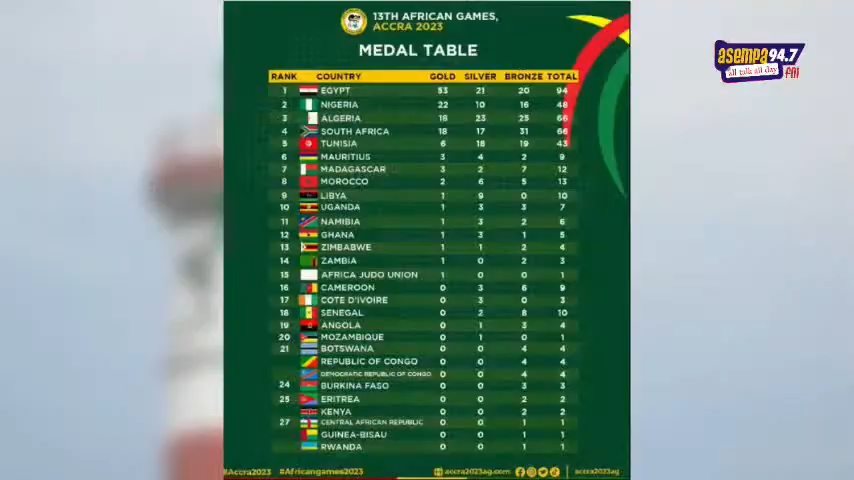 13TH AFRICAN GAMES,
ACCRA 2023
MEDAL TABLE
asempa 94.7
all talk all day FM
RANK COUNTRY GOLD SILVER BRONZE TOTAL
1 EGYPT 53 21 20 94
2 NIGERIA 22 10 16 48
3 ALGERIA 18 23 25 66
4 SOUTH AFRICA 18 17 31 66
5 TUNISIA 6 18 19 43
6 MAURITIUS 3 4 2 9
7 MADAGASCAR 3 2 7 12
8 MOROCCO 2 6 5 13
9 LIBYA 1 9 0 10
10 UGANDA 1 3 3 7
11 NAMIBIA 1 3 2 6
12 GHANA 1 3 1 5
13 ZIMBABWE 1 1 2 4
14 ZAMBIA 1 0 2 3
15 AFRICA JUDO UNION 1 0 0 1
16 CAMEROON 0 3 6 9
17 COTE D'IVOIRE 0 3 0 3
18 SENEGAL 0 2 8 10
19 ANGOLA 0 1 3 4
20 MOZAMBIQUE 0 1 0 1
21 BOTSWANA 0 0 4 4
REPUBLIC OF CONGO 0 0 4 4
DEMOCRATIC REPUBLIC OF CONGO 0 0 4 4
24 BURKINA FASO 0 0 3 3
25 ERITREA 0 0 2 2
KENYA 0 0 2 2
27 CENTRAL AFRICAN REPUBLIC 0 0 1 1
GUINEA-BISAU 0 0 1 1
RWANDA 0 0 1 1
#Accra2023 #Africangames2023 accra2023ag.com accra2023ag